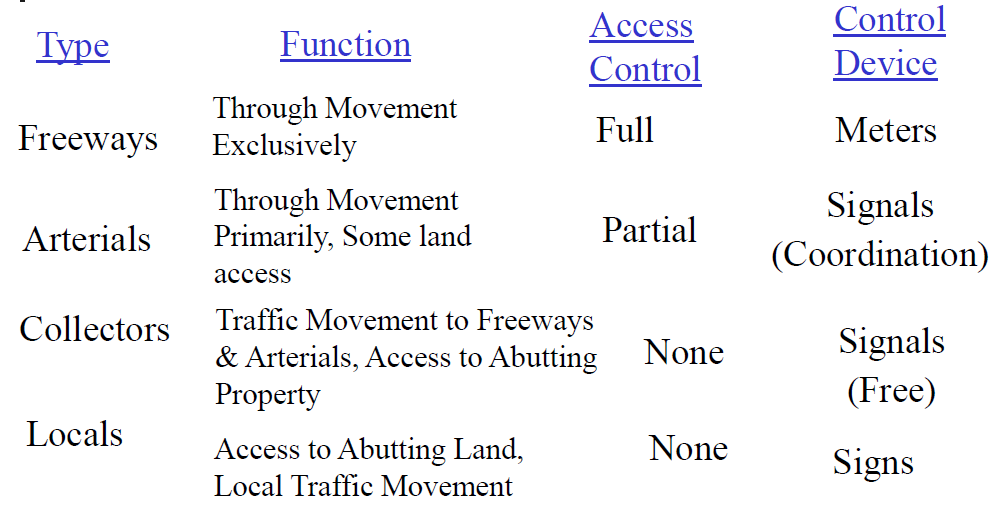 Type
Function
Access
Control
Control
Device
Freeways
Through Movement
Exclusively
Full
Meters
Arterials
Through Movement
Primarily, Some land
access
Partial
Signals
(Coordination)
Collectors
Traffic Movement to Freeways
& Arterials, Access to Abutting
Property
None
Signals
(Free)
Locals
Access to Abutting Land,
Local Traffic Movement
None
Signs